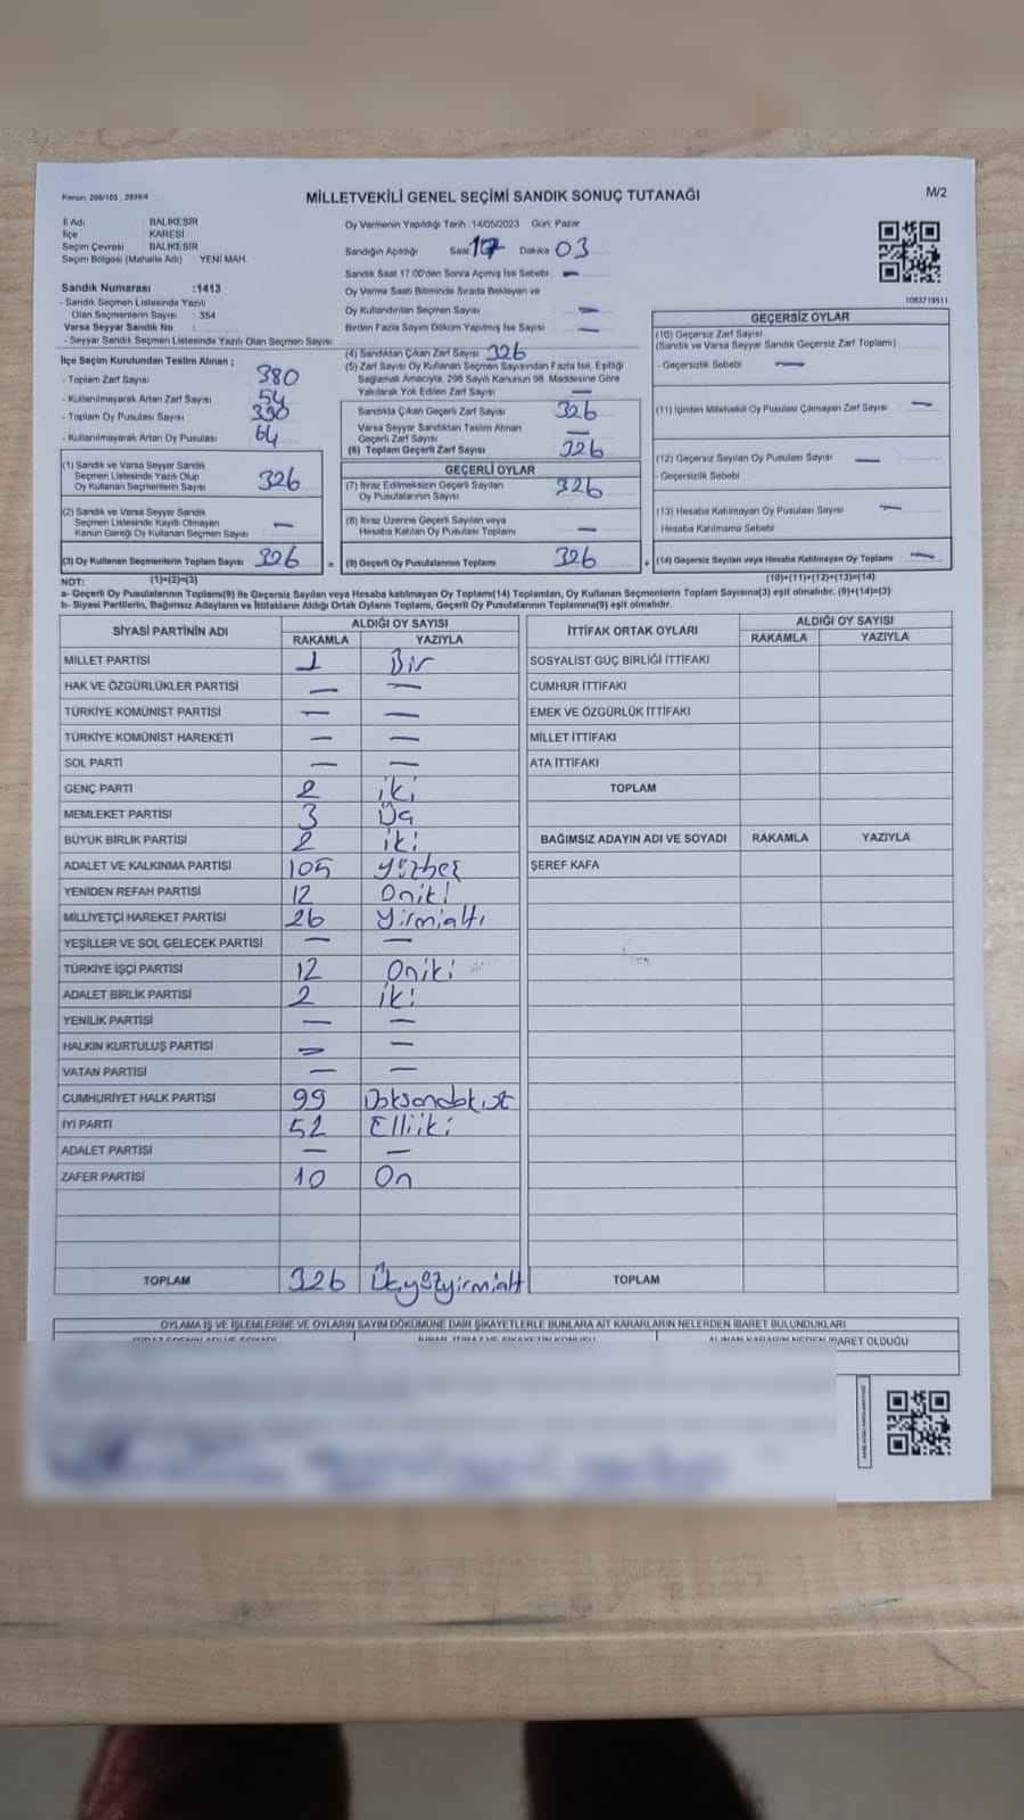 Kanun: 298/105 , 2839/4
MİLLETVEKİLİ GENEL SEÇİMİ SANDIK SONUÇ TUTANAĞI
M/2
İl Adı BALIKESİR
İlçe KARESİ
Seçim Çevresi BALIKESİR
Seçim Bölgesi (Mahalle Adı) YENİ MAH.
Sandık Numarası :1413
- Sandık Seçmen Listesinde Yazılı
Olan Seçmenlerin Sayısı : 354
Varsa Seyyar Sandık No :
- Seyyar Sandık Seçmen Listesinde Yazılı Olan Seçmen Sayısı
İlçe Seçim Kurulundan Teslim Alınan ;
- Toplam Zarf Sayısı 380
- Kullanılmayarak Artan Zarf Sayısı 54
- Toplam Oy Pusulası Sayısı 390
- Kullanılmayarak Artan Oy Pusulası 64
(1) Sandık ve Varsa Seyyar Sandık
Seçmen Listesinde Yazılı Olup
Oy Kullanan Seçmenlerin Sayısı 326
(2) Sandık ve Varsa Seyyar Sandık
Seçmen Listesinde Kayıtlı Olmayan
Kanun Gereği Oy Kullanan Seçmen Sayısı —
(3) Oy Kullanan Seçmenlerin Toplam Sayısı 326
Oy Vermenin Yapıldığı Tarih :14/05/2023 Gün: Pazar
Sandığın Açıldığı Saat 17 Dakika 03
Sandık Saat 17.00'den Sonra Açılmış İse Sebebi —
Oy Verme Saati Bitiminde Sırada Bekleyen ve
Oy Kullandırılan Seçmen Sayısı —
Birden Fazla Sayım Döküm Yapılmış İse Sayısı —
(4) Sandıktan Çıkan Zarf Sayısı 326
(5) Zarf Sayısı Oy Kullanan Seçmen Sayısından Fazla İse, Eşitliği
Sağlamak Amacıyla, 298 Sayılı Kanunun 98. Maddesine Göre
Yakılarak Yok Edilen Zarf Sayısı —
Sandıkta Çıkan Geçerli Zarf Sayısı 326
Varsa Seyyar Sandıktan Teslim Alınan
Geçerli Zarf Sayısı —
(6) Toplam Geçerli Zarf Sayısı 326
GEÇERLİ OYLAR
(7) İtiraz Edilmeksizin Geçerli Sayılan
Oy Pusulalarının Sayısı 326
(8) İtiraz Üzerine Geçerli Sayılan veya
Hesaba Katılan Oy Pusulası Toplamı —
= (9) Geçerli Oy Pusulalarının Toplamı 326
1083719511
GEÇERSİZ OYLAR
(10) Geçersiz Zarf Sayısı
(Sandık ve Varsa Seyyar Sandık Geçersiz Zarf Toplamı)
- Geçersizlik Sebebi —
(11) İçinden Milletvekili Oy Pusulası Çıkmayan Zarf Sayısı —
(12) Geçersiz Sayılan Oy Pusulası Sayısı —
- Geçersizlik Sebebi
(13) Hesaba Katılmayan Oy Pusulası Sayısı —
- Hesaba Katılmama Sebebi
+ (14) Geçersiz Sayılan veya Hesaba Katılmayan Oy Toplamı —
NOT: (1)+(2)=(3) (10)+(11)+(12)+(13)=(14)
a- Geçerli Oy Pusulalarının Toplamı(9) ile Geçersiz Sayılan veya Hesaba katılmayan Oy Toplamı(14) Toplamları, Oy Kullanan Seçmenlerin Toplam Sayısına(3) eşit olmalıdır. (9)+(14)=(3)
b- Siyasi Partilerin, Bağımsız Adayların ve İttifakların Aldığı Ortak Oyların Toplamı, Geçerli Oy Pusulalarının Toplamına(9) eşit olmalıdır.
SİYASİ PARTİNİN ADI ALDIĞI OY SAYISI
RAKAMLA YAZIYLA
MİLLET PARTİSİ 1 Bir
HAK VE ÖZGÜRLÜKLER PARTİSİ — —
TÜRKİYE KOMÜNİST PARTİSİ — —
TÜRKİYE KOMÜNİST HAREKETİ — —
SOL PARTİ — —
GENÇ PARTİ 2 iki
MEMLEKET PARTİSİ 3 Üç
BÜYÜK BİRLİK PARTİSİ 2 iki
ADALET VE KALKINMA PARTİSİ 105 Yüzbeş
YENİDEN REFAH PARTİSİ 12 Oniki
MİLLİYETÇİ HAREKET PARTİSİ 26 Yirmialtı
YEŞİLLER VE SOL GELECEK PARTİSİ — —
TÜRKİYE İŞÇİ PARTİSİ 12 Oniki
ADALET BİRLİK PARTİSİ 2 iki
YENİLİK PARTİSİ — —
HALKIN KURTULUŞ PARTİSİ — —
VATAN PARTİSİ — —
CUMHURİYET HALK PARTİSİ 99 Doksandokuz
İYİ PARTİ 52 Elliiki
ADALET PARTİSİ — —
ZAFER PARTİSİ 10 On
TOPLAM 326 Üçyüzyirmialtı
İTTİFAK ORTAK OYLARI ALDIĞI OY SAYISI
RAKAMLA YAZIYLA
SOSYALİST GÜÇ BİRLİĞİ İTTİFAKI
CUMHUR İTTİFAKI
EMEK VE ÖZGÜRLÜK İTTİFAKI
MİLLET İTTİFAKI
ATA İTTİFAKI
TOPLAM
BAĞIMSIZ ADAYIN ADI VE SOYADI RAKAMLA YAZIYLA
ŞEREF KAFA
TOPLAM
OYLAMA İŞ VE İŞLEMLERİNE VE OYLARIN SAYIM DÖKÜMÜNE DAİR ŞİKAYETLERLE BUNLARA AİT KARARLARIN NELERDEN İBARET BULUNDUKLARI
ALINAN KARARIN NEDEN İBARET OLDUĞU